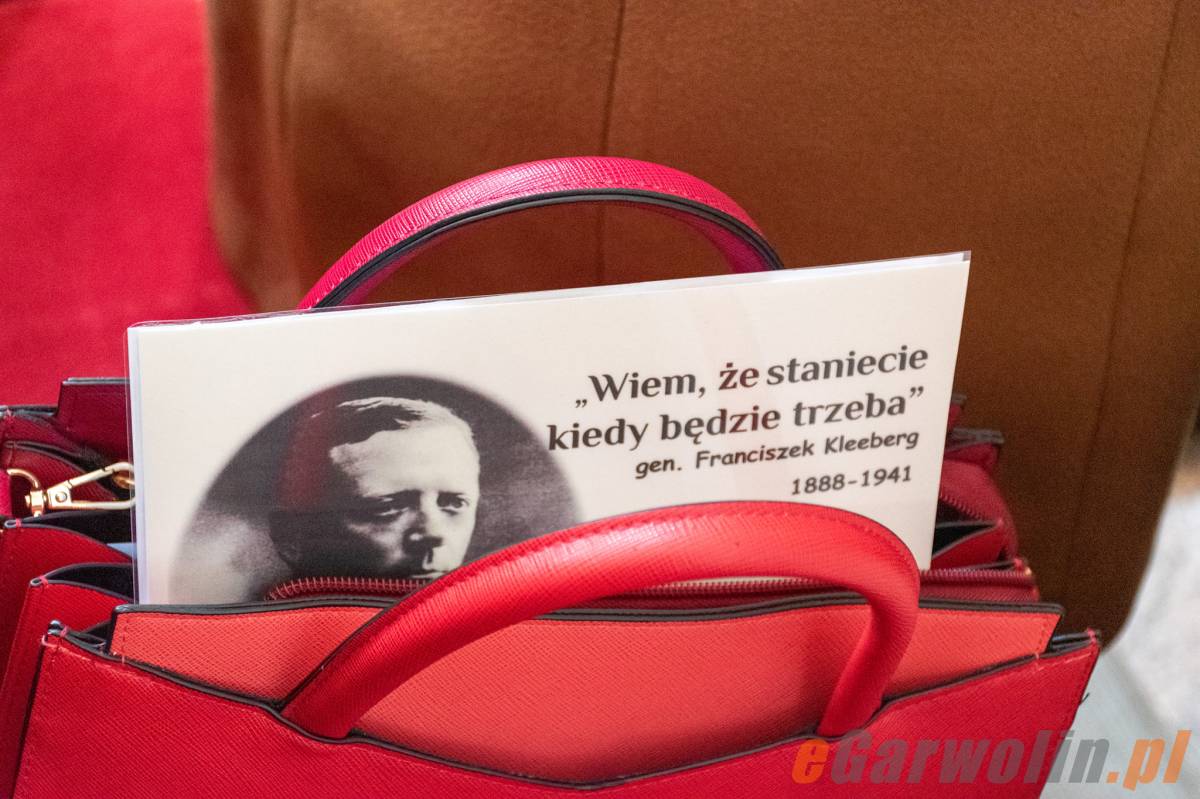 „Wiem, że staniecie
kiedy będzie trzeba”
gen. Franciszek Kleeberg
1888-1941
eGarwolin.pl